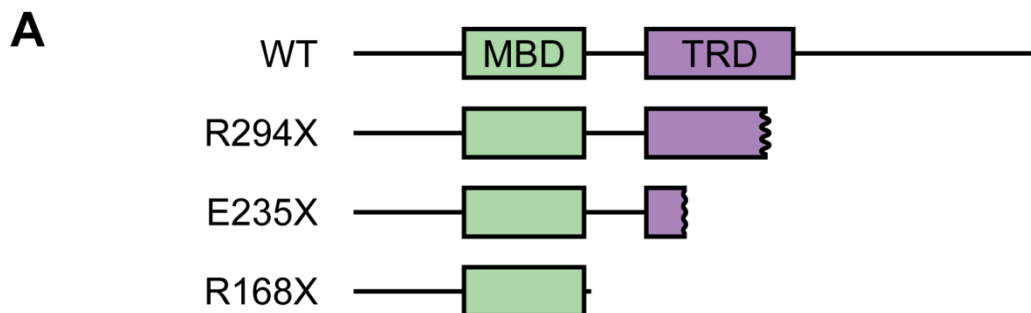 A
WT MBD TRD
R294X
E235X
R168X